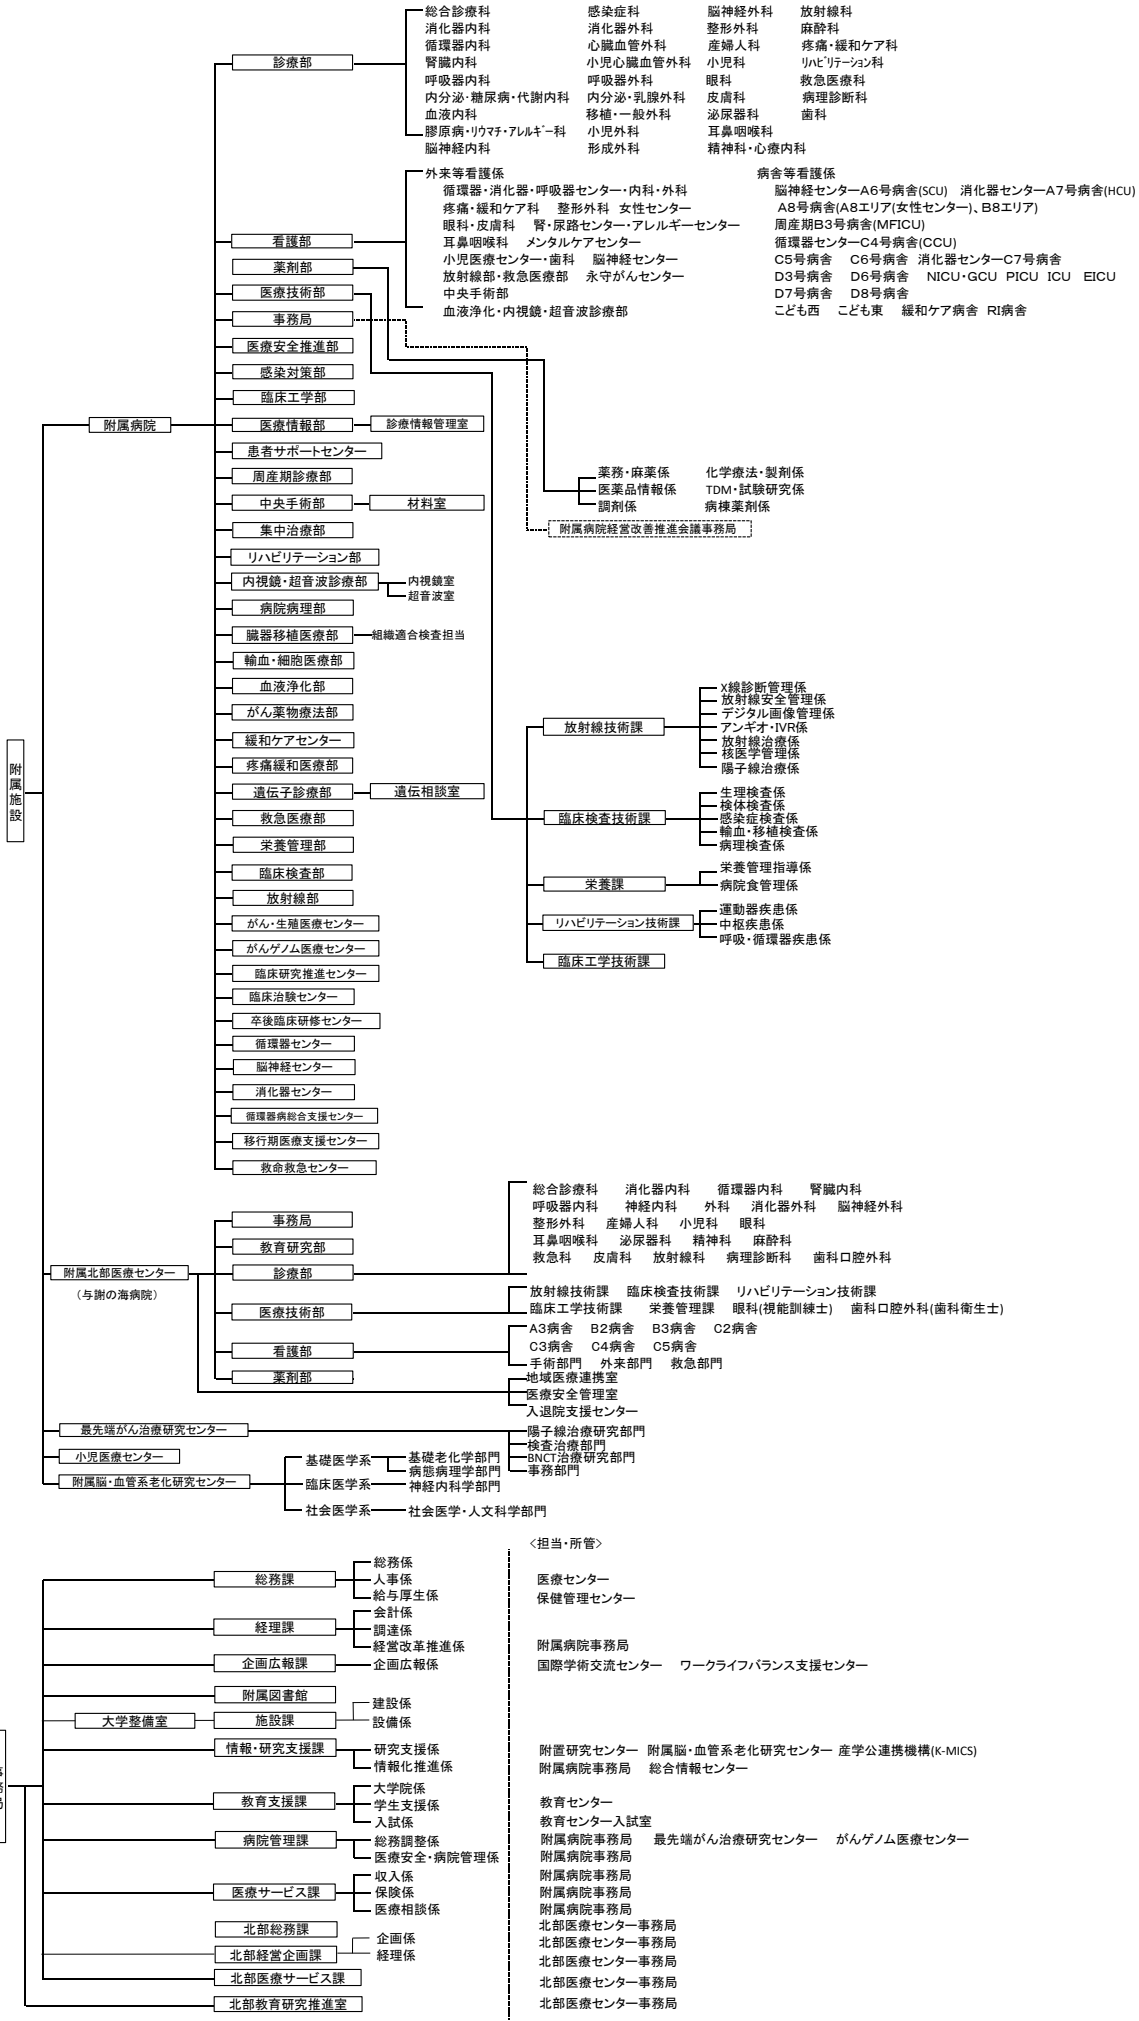 総合診療科 感染症科 脳神経外科 放射線科
消化器内科 消化器外科 整形外科 麻酔科
循環器内科 心臓血管外科 産婦人科 疼痛・緩和ケア科
診療部
腎臓内科 小児心臓血管外科 小児科 リハビリテーション科
呼吸器内科 呼吸器外科 眼科 救急医療科
内分泌・糖尿病・代謝内科 内分泌・乳腺外科 皮膚科 病理診断科
血液内科 移植・一般外科 泌尿器科 歯科
膠原病・リウマチ・アレルギー科 小児外科 耳鼻咽喉科
脳神経内科 形成外科 精神科・心療内科
外来等看護係 病舎等看護係
循環器・消化器・呼吸器センター・内科・外科 脳神経センターA6号病舎(SCU) 消化器センターA7号病舎(HCU)
疼痛・緩和ケア科 整形外科 女性センター A8号病舎(A8エリア(女性センター)、B8エリア)
眼科・皮膚科 腎・尿路センター・アレルギーセンター 周産期B3号病舎(MFICU)
看護部
耳鼻咽喉科 メンタルケアセンター 循環器センターC4号病舎(CCU)
小児医療センター・歯科 脳神経センター C5号病舎 C6号病舎 消化器センターC7号病舎
薬剤部
放射線部・救急医療部 永守がんセンター D3号病舎 D6号病舎 NICU・GCU PICU ICU EICU
医療技術部
中央手術部 D7号病舎 D8号病舎
血液浄化・内視鏡・超音波診療部 こども西 こども東 緩和ケア病舎 RI病舎
事務局
医療安全推進部
感染対策部
臨床工学部
附属病院 医療情報部 診療情報管理室
患者サポートセンター
周産期診療部
薬務・麻薬係 化学療法・製剤係
医薬品情報係 TDM・試験研究係
調剤係 病棟薬剤係
中央手術部 材料室
集中治療部 附属病院経営改善推進会議事務局
リハビリテーション部
内視鏡・超音波診療部 内視鏡室
超音波室
病院病理部
臓器移植医療部 組織適合検査担当
輸血・細胞医療部
血液浄化部
X線診断管理係
放射線安全管理係
がん薬物療法部 デジタル画像管理係
放射線技術課 アンギオ・IVR係
緩和ケアセンター 放射線治療係
核医学管理係
疼痛緩和医療部 陽子線治療係
附属施設
遺伝子診療部 遺伝相談室 生理検査係
検体検査係
救急医療部 臨床検査技術課 感染症検査係
輸血・移植検査係
栄養管理部 病理検査係
臨床検査部 栄養管理指導係
栄養課 病院食管理係
放射線部
運動器疾患係
がん・生殖医療センター リハビリテーション技術課 中枢疾患係
呼吸・循環器疾患係
がんゲノム医療センター
臨床工学技術課
臨床研究推進センター
臨床治験センター
卒後臨床研修センター
循環器センター
脳神経センター
消化器センター
循環器病総合支援センター
移行期医療支援センター
救命救急センター
総合診療科 消化器内科 循環器内科 腎臓内科
呼吸器内科 神経内科 外科 消化器外科 脳神経外科
事務局 整形外科 産婦人科 小児科 眼科
教育研究部 耳鼻咽喉科 泌尿器科 精神科 麻酔科
救急科 皮膚科 放射線科 病理診断科 歯科口腔外科
附属北部医療センター 診療部
(与謝の海病院) 放射線技術課 臨床検査技術課 リハビリテーション技術課
医療技術部 臨床工学技術課 栄養管理課 眼科(視能訓練士) 歯科口腔外科(歯科衛生士)
A3病舎 B2病舎 B3病舎 C2病舎
看護部 C3病舎 C4病舎 C5病舎
手術部門 外来部門 救急部門
薬剤部 地域医療連携室
医療安全管理室
入退院支援センター
最先端がん治療研究センター 陽子線治療研究部門
検査治療部門
小児医療センター BNCT治療研究部門
基礎医学系 基礎老化学部門 事務部門
病態病理学部門
附属脳・血管系老化研究センター 臨床医学系 神経内科学部門
社会医学系 社会医学・人文科学部門
<担当・所管>
総務係
総務課 人事係 医療センター
給与厚生係 保健管理センター
会計係
経理課 調達係
経営改革推進係 附属病院事務局
企画広報課 企画広報係 国際学術交流センター ワークライフバランス支援センター
附属図書館
建設係
大学整備室 施設課 設備係
情報・研究支援課 研究支援係 附置研究センター 附属脳・血管系老化研究センター 産学公連携機構(K-MICS)
情報化推進係 附属病院事務局 総合情報センター
事務局
大学院係
教育支援課 学生支援係 教育センター
入試係 教育センター入試室
病院管理課 総務調整係 附属病院事務局 最先端がん治療研究センター がんゲノム医療センター
医療安全・病院管理係 附属病院事務局
収入係 附属病院事務局
医療サービス課 保険係 附属病院事務局
医療相談係 附属病院事務局
北部総務課 北部医療センター事務局
企画係 北部医療センター事務局
北部経営企画課 経理係 北部医療センター事務局
北部医療サービス課 北部医療センター事務局
北部教育研究推進室 北部医療センター事務局